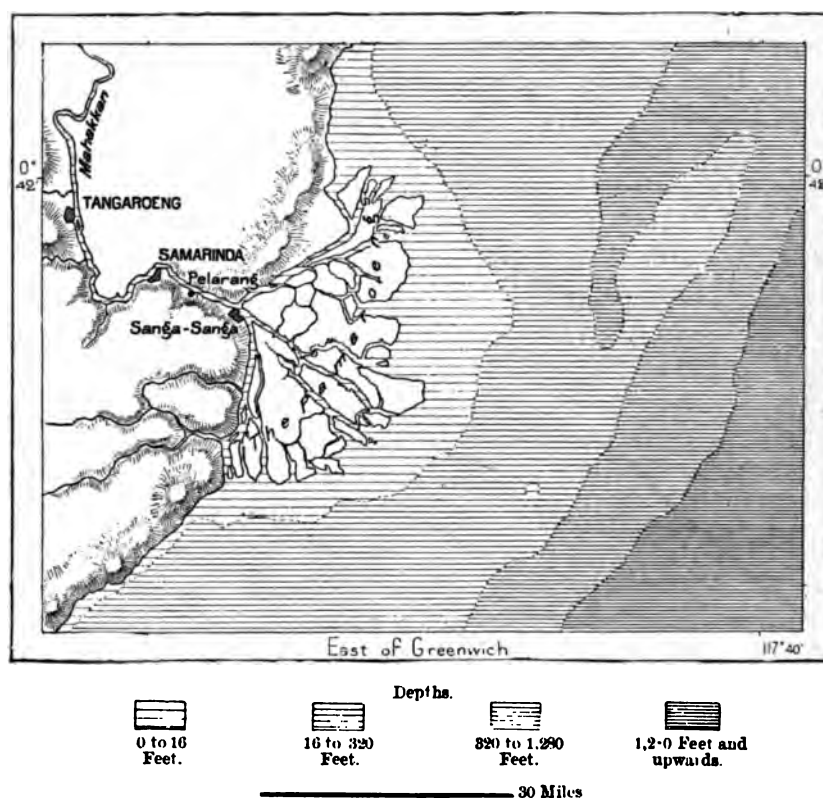 0°
42'
0°
42'
Mahakkan
TANGAROENG
SAMARINDA
Pelarang
Sanga-Sanga
East of Greenwich
117°40'
Depths.
0 to 16
Feet.
16 to 320
Feet.
320 to 1,280
Feet.
Feet and
upwards.
30 Miles